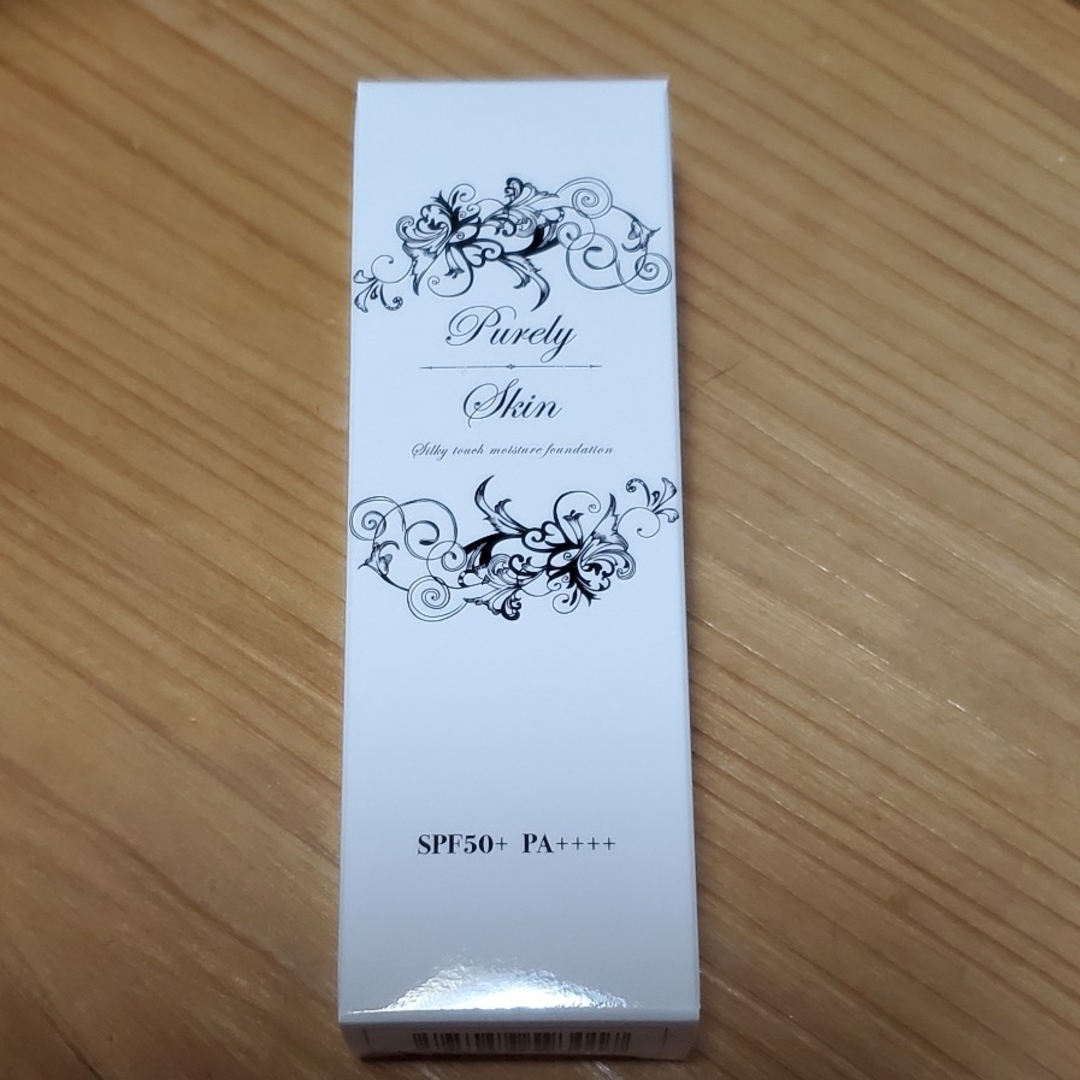 Purely
Skin
Silky touch moisture foundation
SPF50+ PA++++